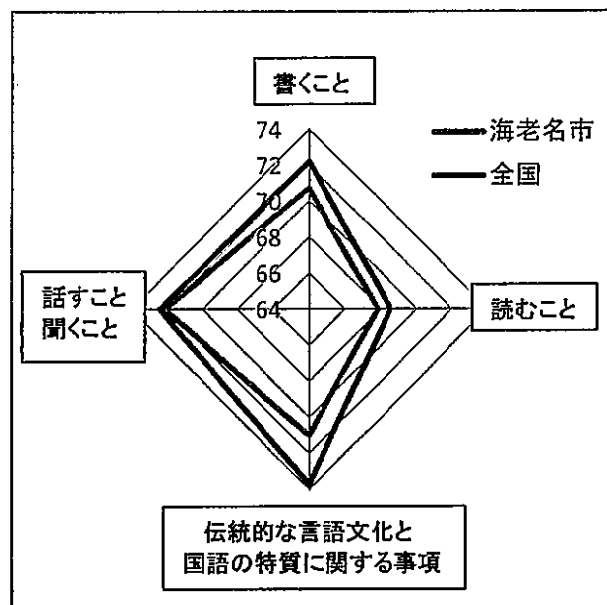 書くこと
74
72
70
68
66
64
海老名市
全国
話すこと
聞くこと
読むこと
伝統的な言語文化と
国語の特質に関する事項